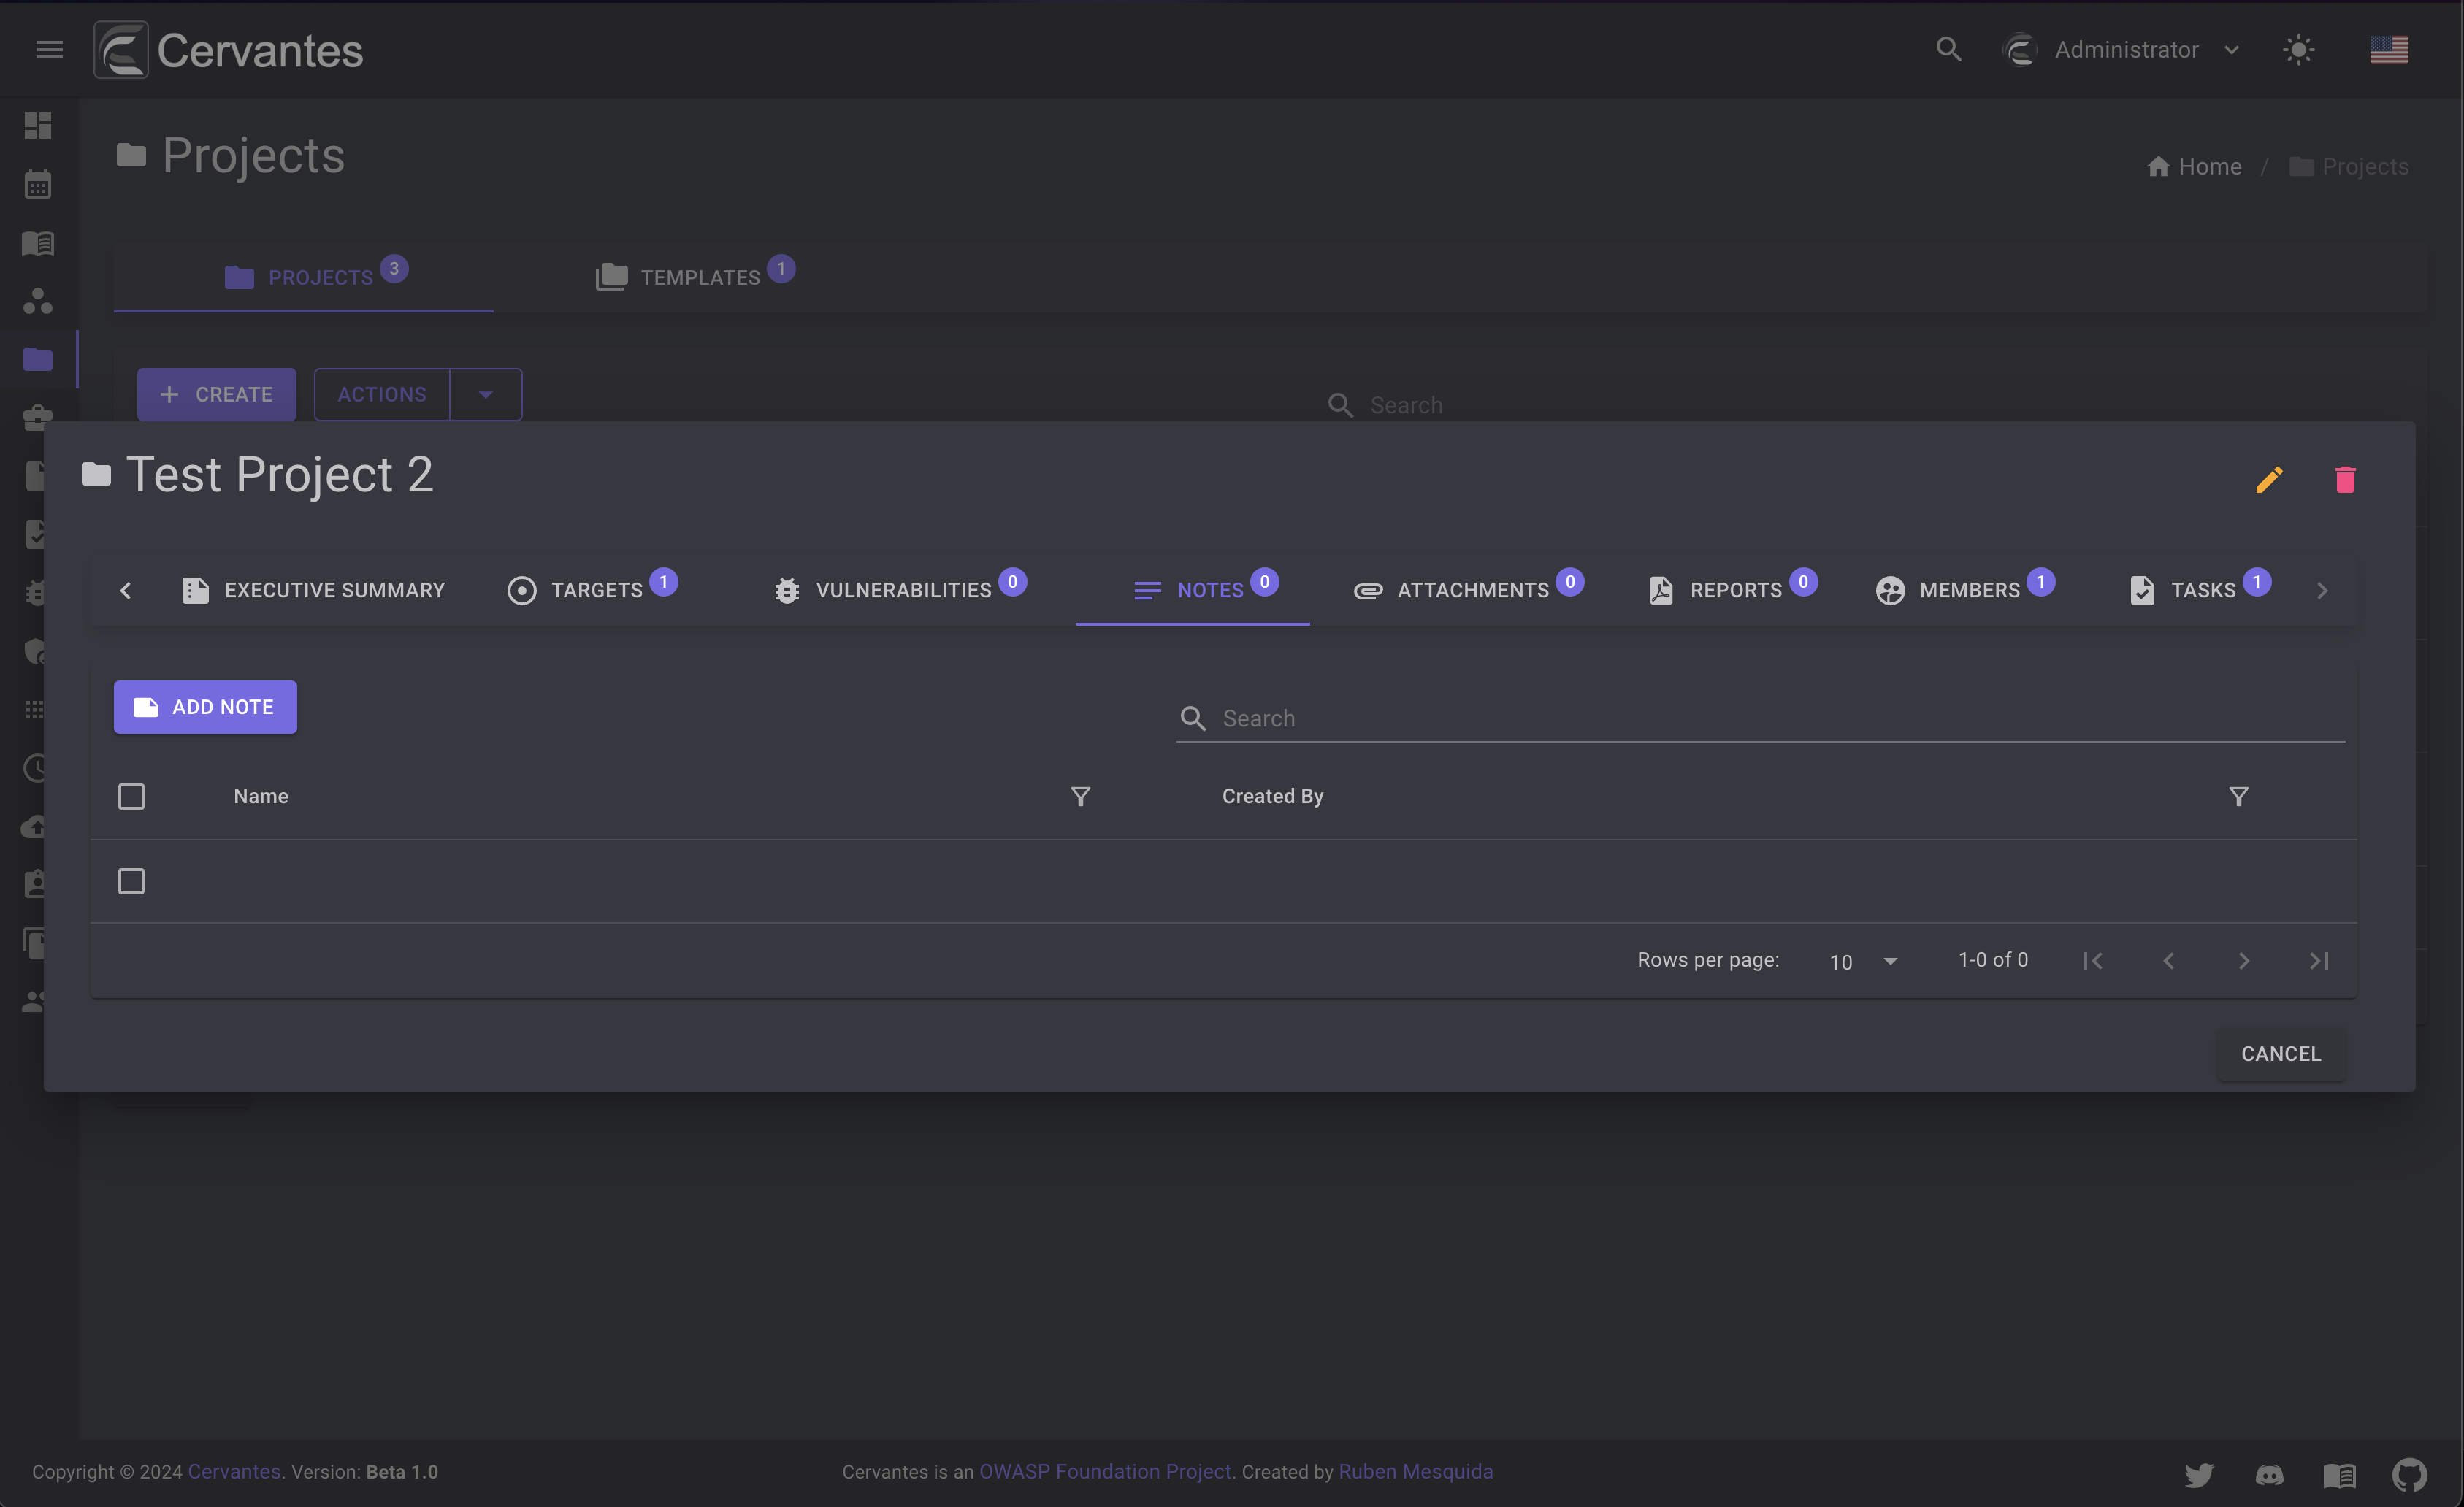 Cervantes
Administrator
Projects
Home / Projects
PROJECTS 3
TEMPLATES 1
CREATE
ACTIONS
Search
Test Project 2
EXECUTIVE SUMMARY
TARGETS 1
VULNERABILITIES 0
NOTES 0
ATTACHMENTS 0
REPORTS 0
MEMBERS 1
TASKS 1
ADD NOTE
Search
Name
Created By
Rows per page: 10 1-0 of 0
CANCEL
Copyright © 2024 Cervantes. Version: Beta 1.0
Cervantes is an OWASP Foundation Project. Created by Ruben Mesquida